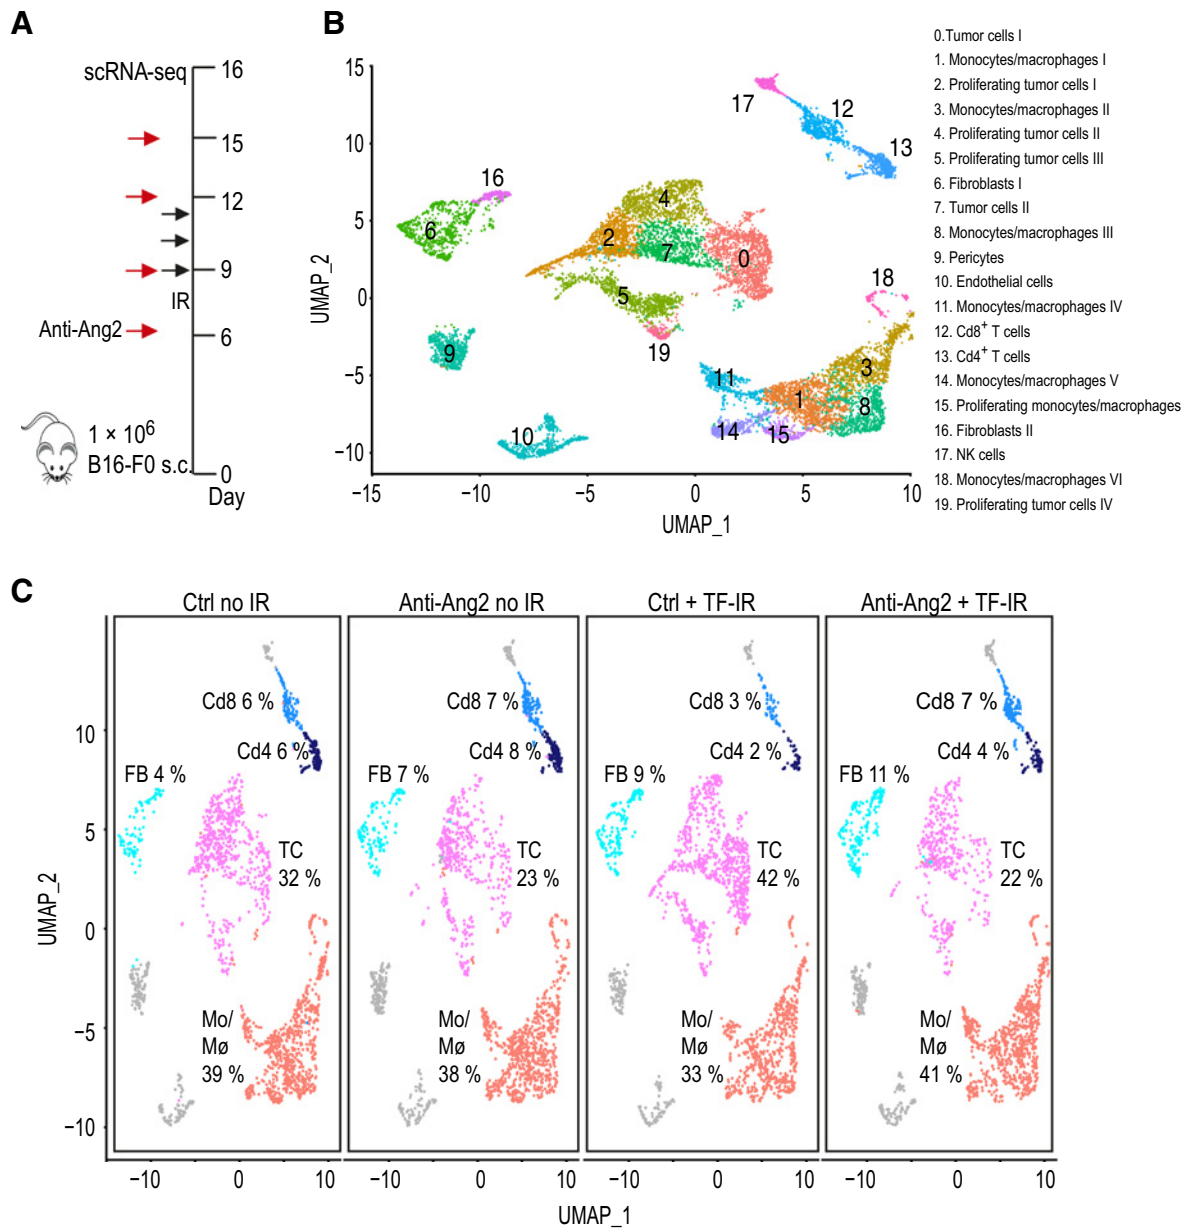 A
scRNA-seq
16
15
12
9
IR
Anti-Ang2
6
1 × 10⁶
B16-F0 s.c.
0
Day
B
15
10
5
0
−5
−10
UMAP_2
−15
−10
−5
0
5
10
UMAP_1
17
12
13
16
6
4
2
7
0
5
19
18
9
3
11
1
8
14
15
10
0.Tumor cells I
1. Monocytes/macrophages I
2. Proliferating tumor cells I
3. Monocytes/macrophages II
4. Proliferating tumor cells II
5. Proliferating tumor cells III
6. Fibroblasts I
7. Tumor cells II
8. Monocytes/macrophages III
9. Pericytes
10. Endothelial cells
11. Monocytes/macrophages IV
12. Cd8⁺ T cells
13. Cd4⁺ T cells
14. Monocytes/macrophages V
15. Proliferating monocytes/macrophages
16. Fibroblasts II
17. NK cells
18. Monocytes/macrophages VI
19. Proliferating tumor cells IV
C
Ctrl no IR
Cd8 6 %
Cd4 6 %
FB 4 %
TC
32 %
Mo/
Mø
39 %
Anti-Ang2 no IR
Cd8 7 %
Cd4 8 %
FB 7 %
TC
23 %
Mo/
Mø
38 %
Ctrl + TF-IR
Cd8 3 %
Cd4 2 %
FB 9 %
TC
42 %
Mo/
Mø
33 %
Anti-Ang2 + TF-IR
Cd8 7 %
Cd4 4 %
FB 11 %
TC
22 %
Mo/
Mø
41 %
10
5
0
−5
−10
UMAP_2
−10
0
10
−10
0
10
−10
0
10
−10
0
10
UMAP_1